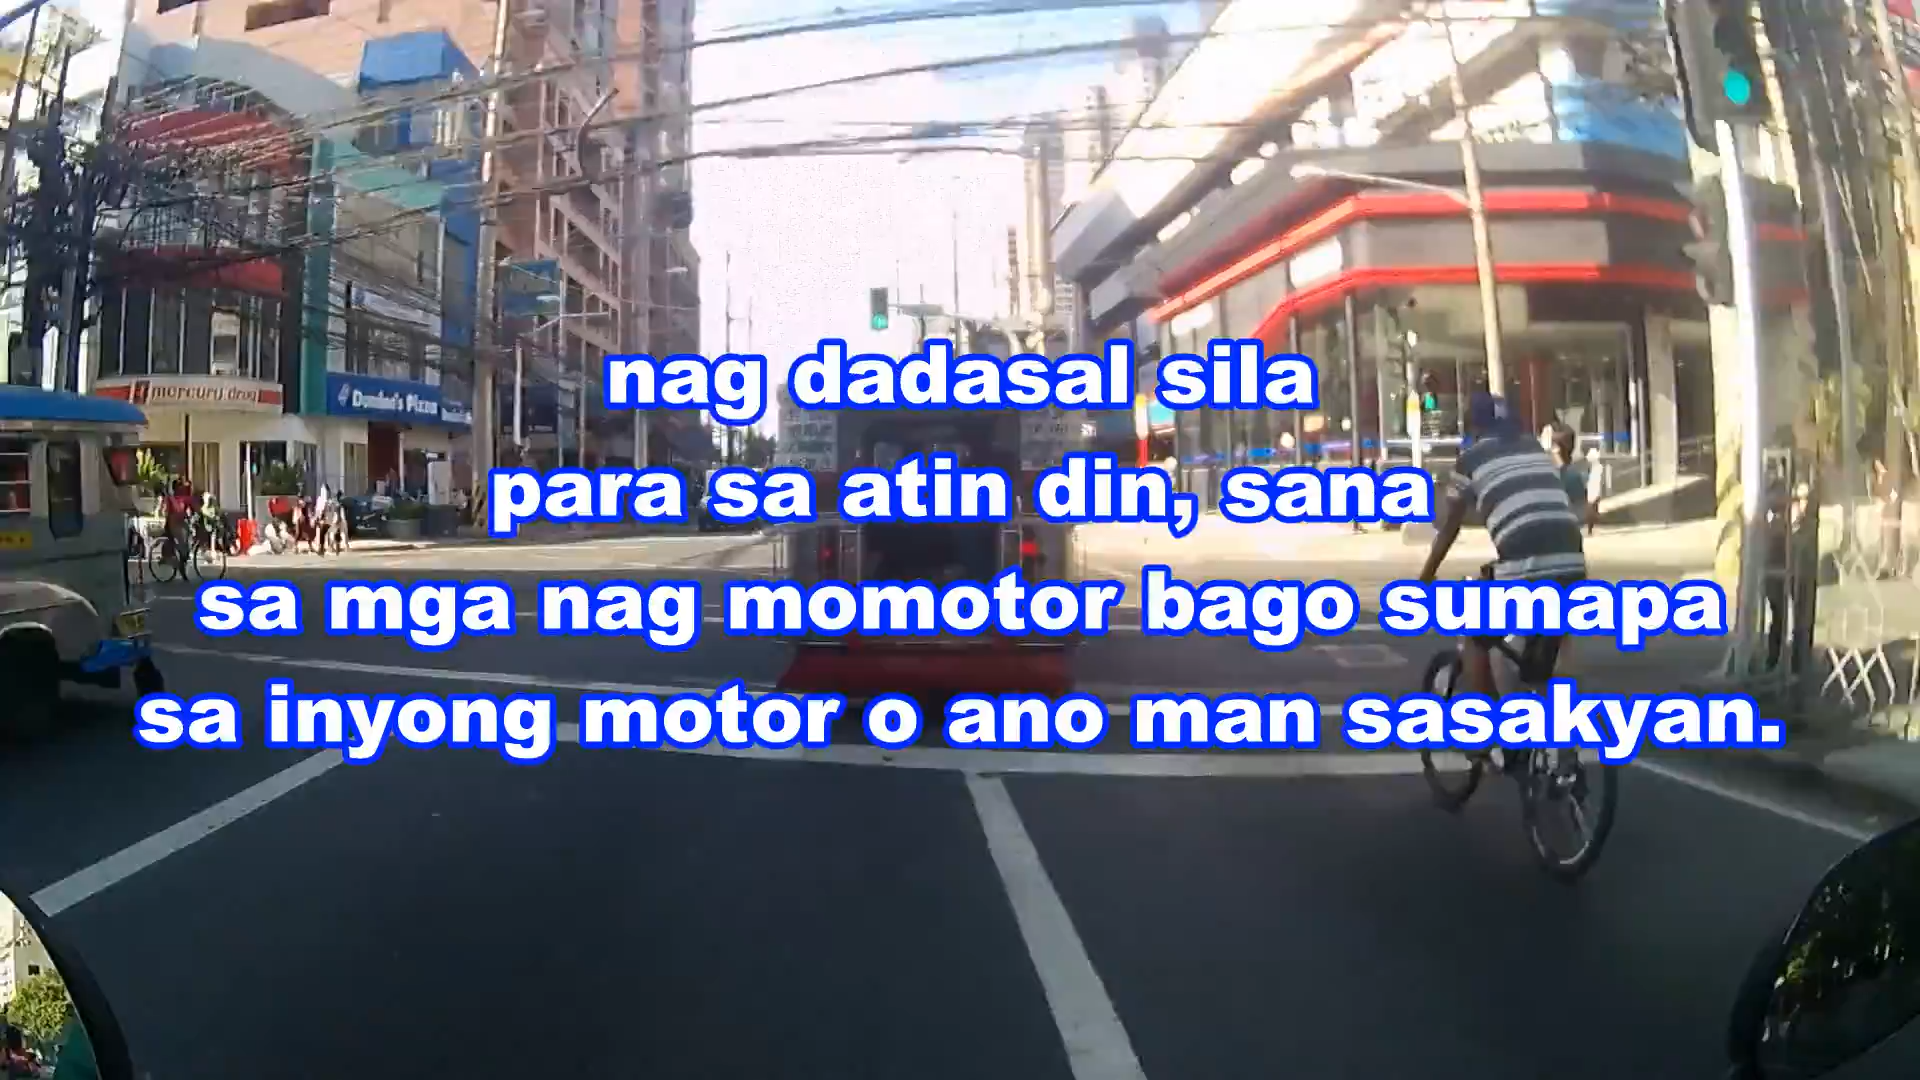 mercury drug
Domino's Pizza
nag dadasal sila
para sa atin din, sana
sa mga nag momotor bago sumapa
sa inyong motor o ano man sasakyan.